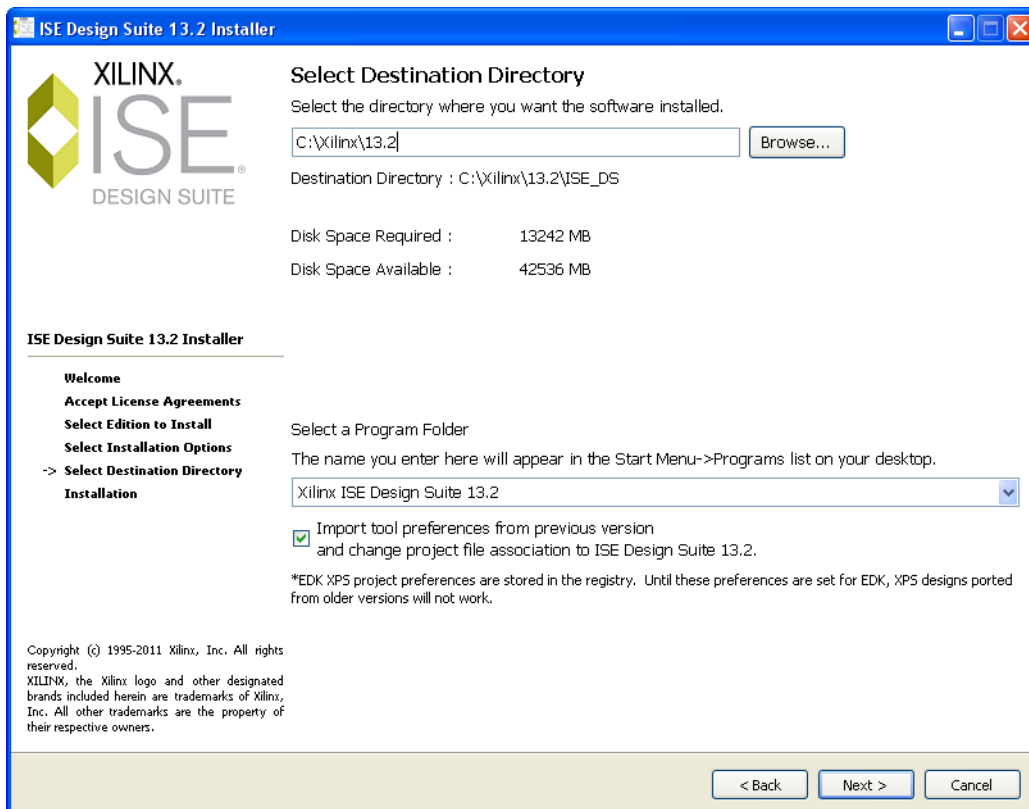 ISE Design Suite 13.2 Installer
XILINX®
ISE®
DESIGN SUITE
Select Destination Directory
Select the directory where you want the software installed.
C:\Xilinx\13.2
Browse...
Destination Directory : C:\Xilinx\13.2\ISE_DS
Disk Space Required : 13242 MB
Disk Space Available : 42536 MB
ISE Design Suite 13.2 Installer
Welcome
Accept License Agreements
Select Edition to Install
Select Installation Options
-> Select Destination Directory
Installation
Select a Program Folder
The name you enter here will appear in the Start Menu->Programs list on your desktop.
Xilinx ISE Design Suite 13.2
Import tool preferences from previous version
and change project file association to ISE Design Suite 13.2.
*EDK XPS project preferences are stored in the registry. Until these preferences are set for EDK, XPS designs ported
from older versions will not work.
Copyright (c) 1995-2011 Xilinx, Inc. All rights
reserved.
XILINX, the Xilinx logo and other designated
brands included herein are trademarks of Xilinx,
Inc. All other trademarks are the property of
their respective owners.
< Back
Next >
Cancel